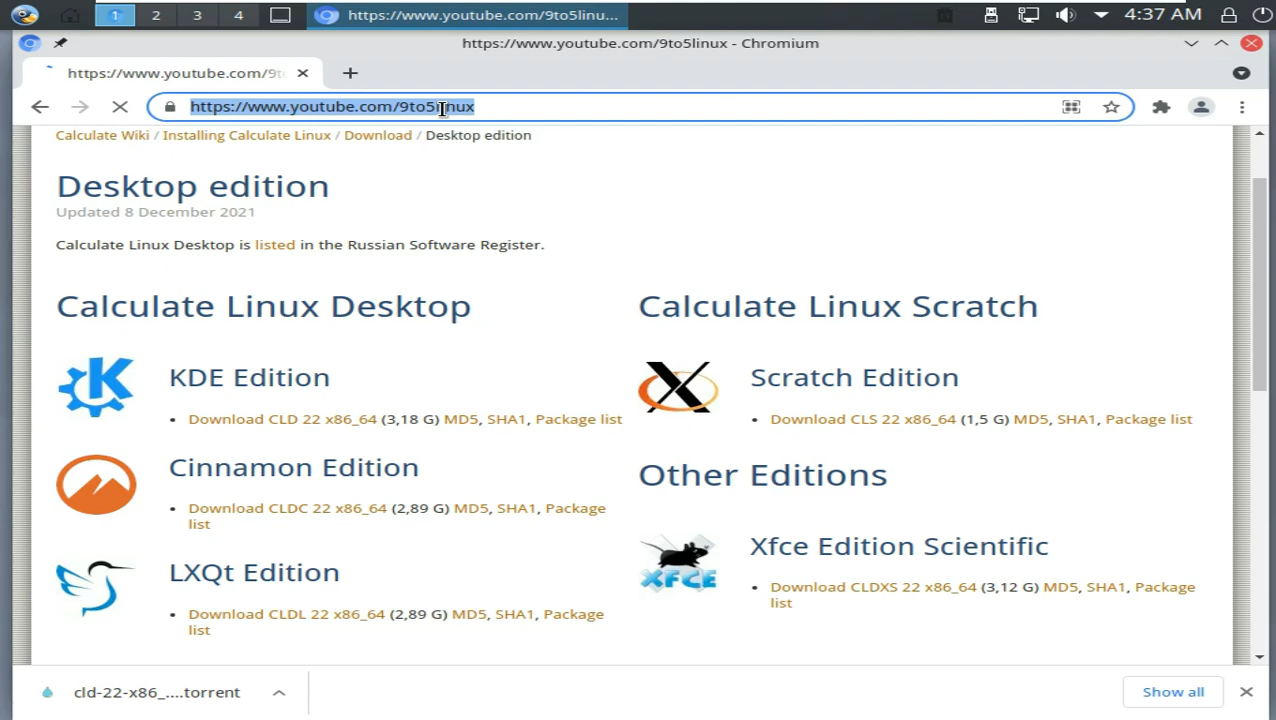 1 2 3 4 https://www.youtube.com/9to5linu... 4:37 AM
https://www.youtube.com/9to5linux - Chromium
https://www.youtube.com/9t
https://www.youtube.com/9to5linux
Calculate Wiki / Installing Calculate Linux / Download / Desktop edition
Desktop edition
Updated 8 December 2021
Calculate Linux Desktop is listed in the Russian Software Register.
Calculate Linux Desktop
KDE Edition
• Download CLD 22 x86_64 (3,18 G) MD5, SHA1, Package list
Cinnamon Edition
• Download CLDC 22 x86_64 (2,89 G) MD5, SHA1, Package
list
LXQt Edition
• Download CLDL 22 x86_64 (2,89 G) MD5, SHA1, Package
list
Calculate Linux Scratch
Scratch Edition
• Download CLS 22 x86_64 (1,5 G) MD5, SHA1, Package list
Other Editions
XFCE
Xfce Edition Scientific
• Download CLDXS 22 x86_64 (3,12 G) MD5, SHA1, Package
list
cld-22-x86_....torrent
Show all